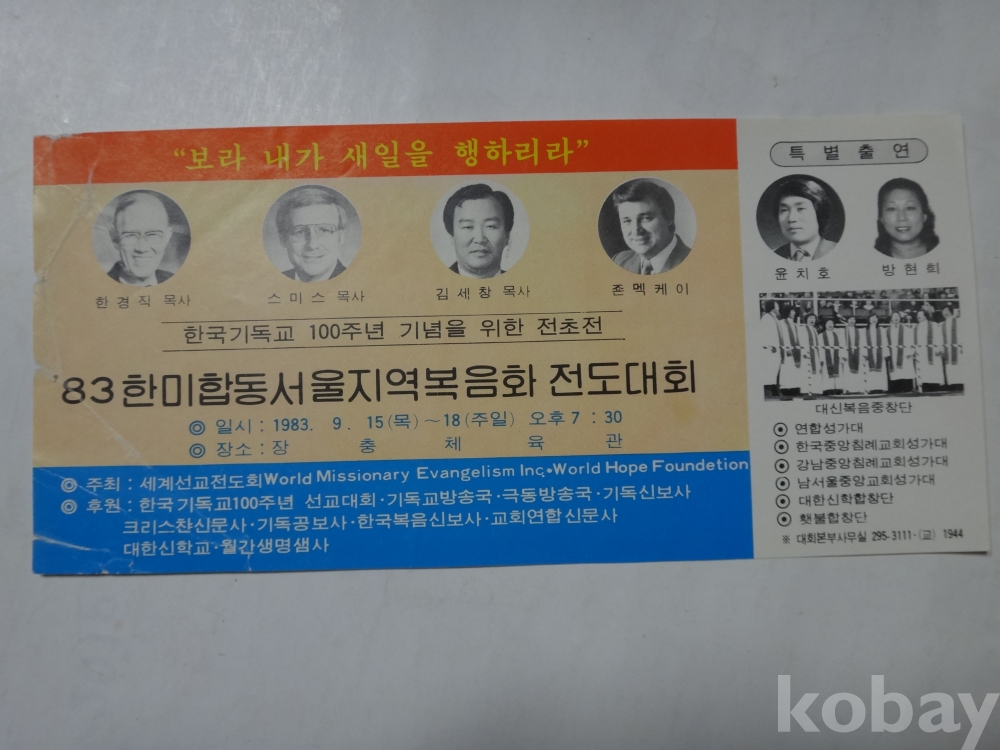 “보라 내가 새일을 행하리라”
한경직 목사
스미스 목사
김세창 목사
죤 멕케이
한국기독교 100주년 기념을 위한 전초전
'83한미합동서울지역복음화 전도대회
◎ 일시 : 1983. 9. 15(목)~18(주일) 오후 7 : 30
◎ 장소 : 장 충 체 육 관
◎ 주최 : 세계선교전도회World Missionary Evangelism Inc,•World Hope Foundetion
◎ 후원 : 한국기독교100주년 선교대회·기독교방송국·극동방송국·기독신보사
크리스챤신문사·기독공보사·한국복음신보사·교회연합신문사
대한신학교·월간생명샘사
특별출연
윤치호
방현희
대신복음중창단
⊙ 연합성가대
⊙ 한국중앙침례교회성가대
⊙ 강남중앙침례교회성가대
⊙ 남서울중앙교회성가대
⊙ 대한신학합창단
⊙ 횃불합창단
※ 대회본부사무실 295-3111·(교) 1944
kobay